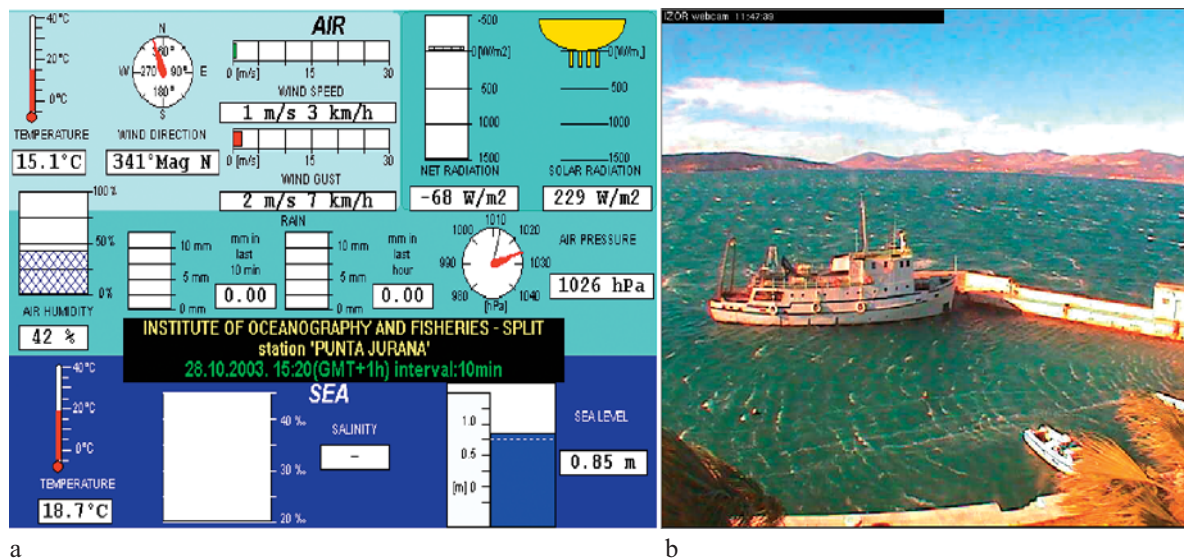 AIR
40°C
20°C
0°C
TEMPERATURE
15.1°C
N
360°
W 270° 90° E
180°
S
WIND DIRECTION
341°Mag N
0 [m/s] 15 30
WIND SPEED
1 m/s 3 km/h
0 [m/s] 15 30
WIND GUST
2 m/s 7 km/h
-500
0[W/m2]
500
1000
1500
NET RADIATION
-68 W/m2
500
1000
1500
SOLAR RADIATION
229 W/m2
100%
50%
0%
AIR HUMIDITY
42 %
RAIN
10 mm
5 mm
0 mm
mm in
last
10 min
0.00
10 mm
5 mm
0 mm
mm in
last
hour
0.00
1010
1000 1020
990 1030
980 1040
[hPa]
AIR PRESSURE
1026 hPa
INSTITUTE OF OCEANOGRAPHY AND FISHERIES - SPLIT
station 'PUNTA JURANA'
28.10.2003. 15:20(GMT+1h) interval:10min
SEA
40°C
20°C
0°C
TEMPERATURE
18.7°C
40 ‰
30 ‰
20 ‰
SALINITY
-
1.0
0.5
[m] 0
SEA LEVEL
0.85 m
a
IZOR webcam 11:47:39
b